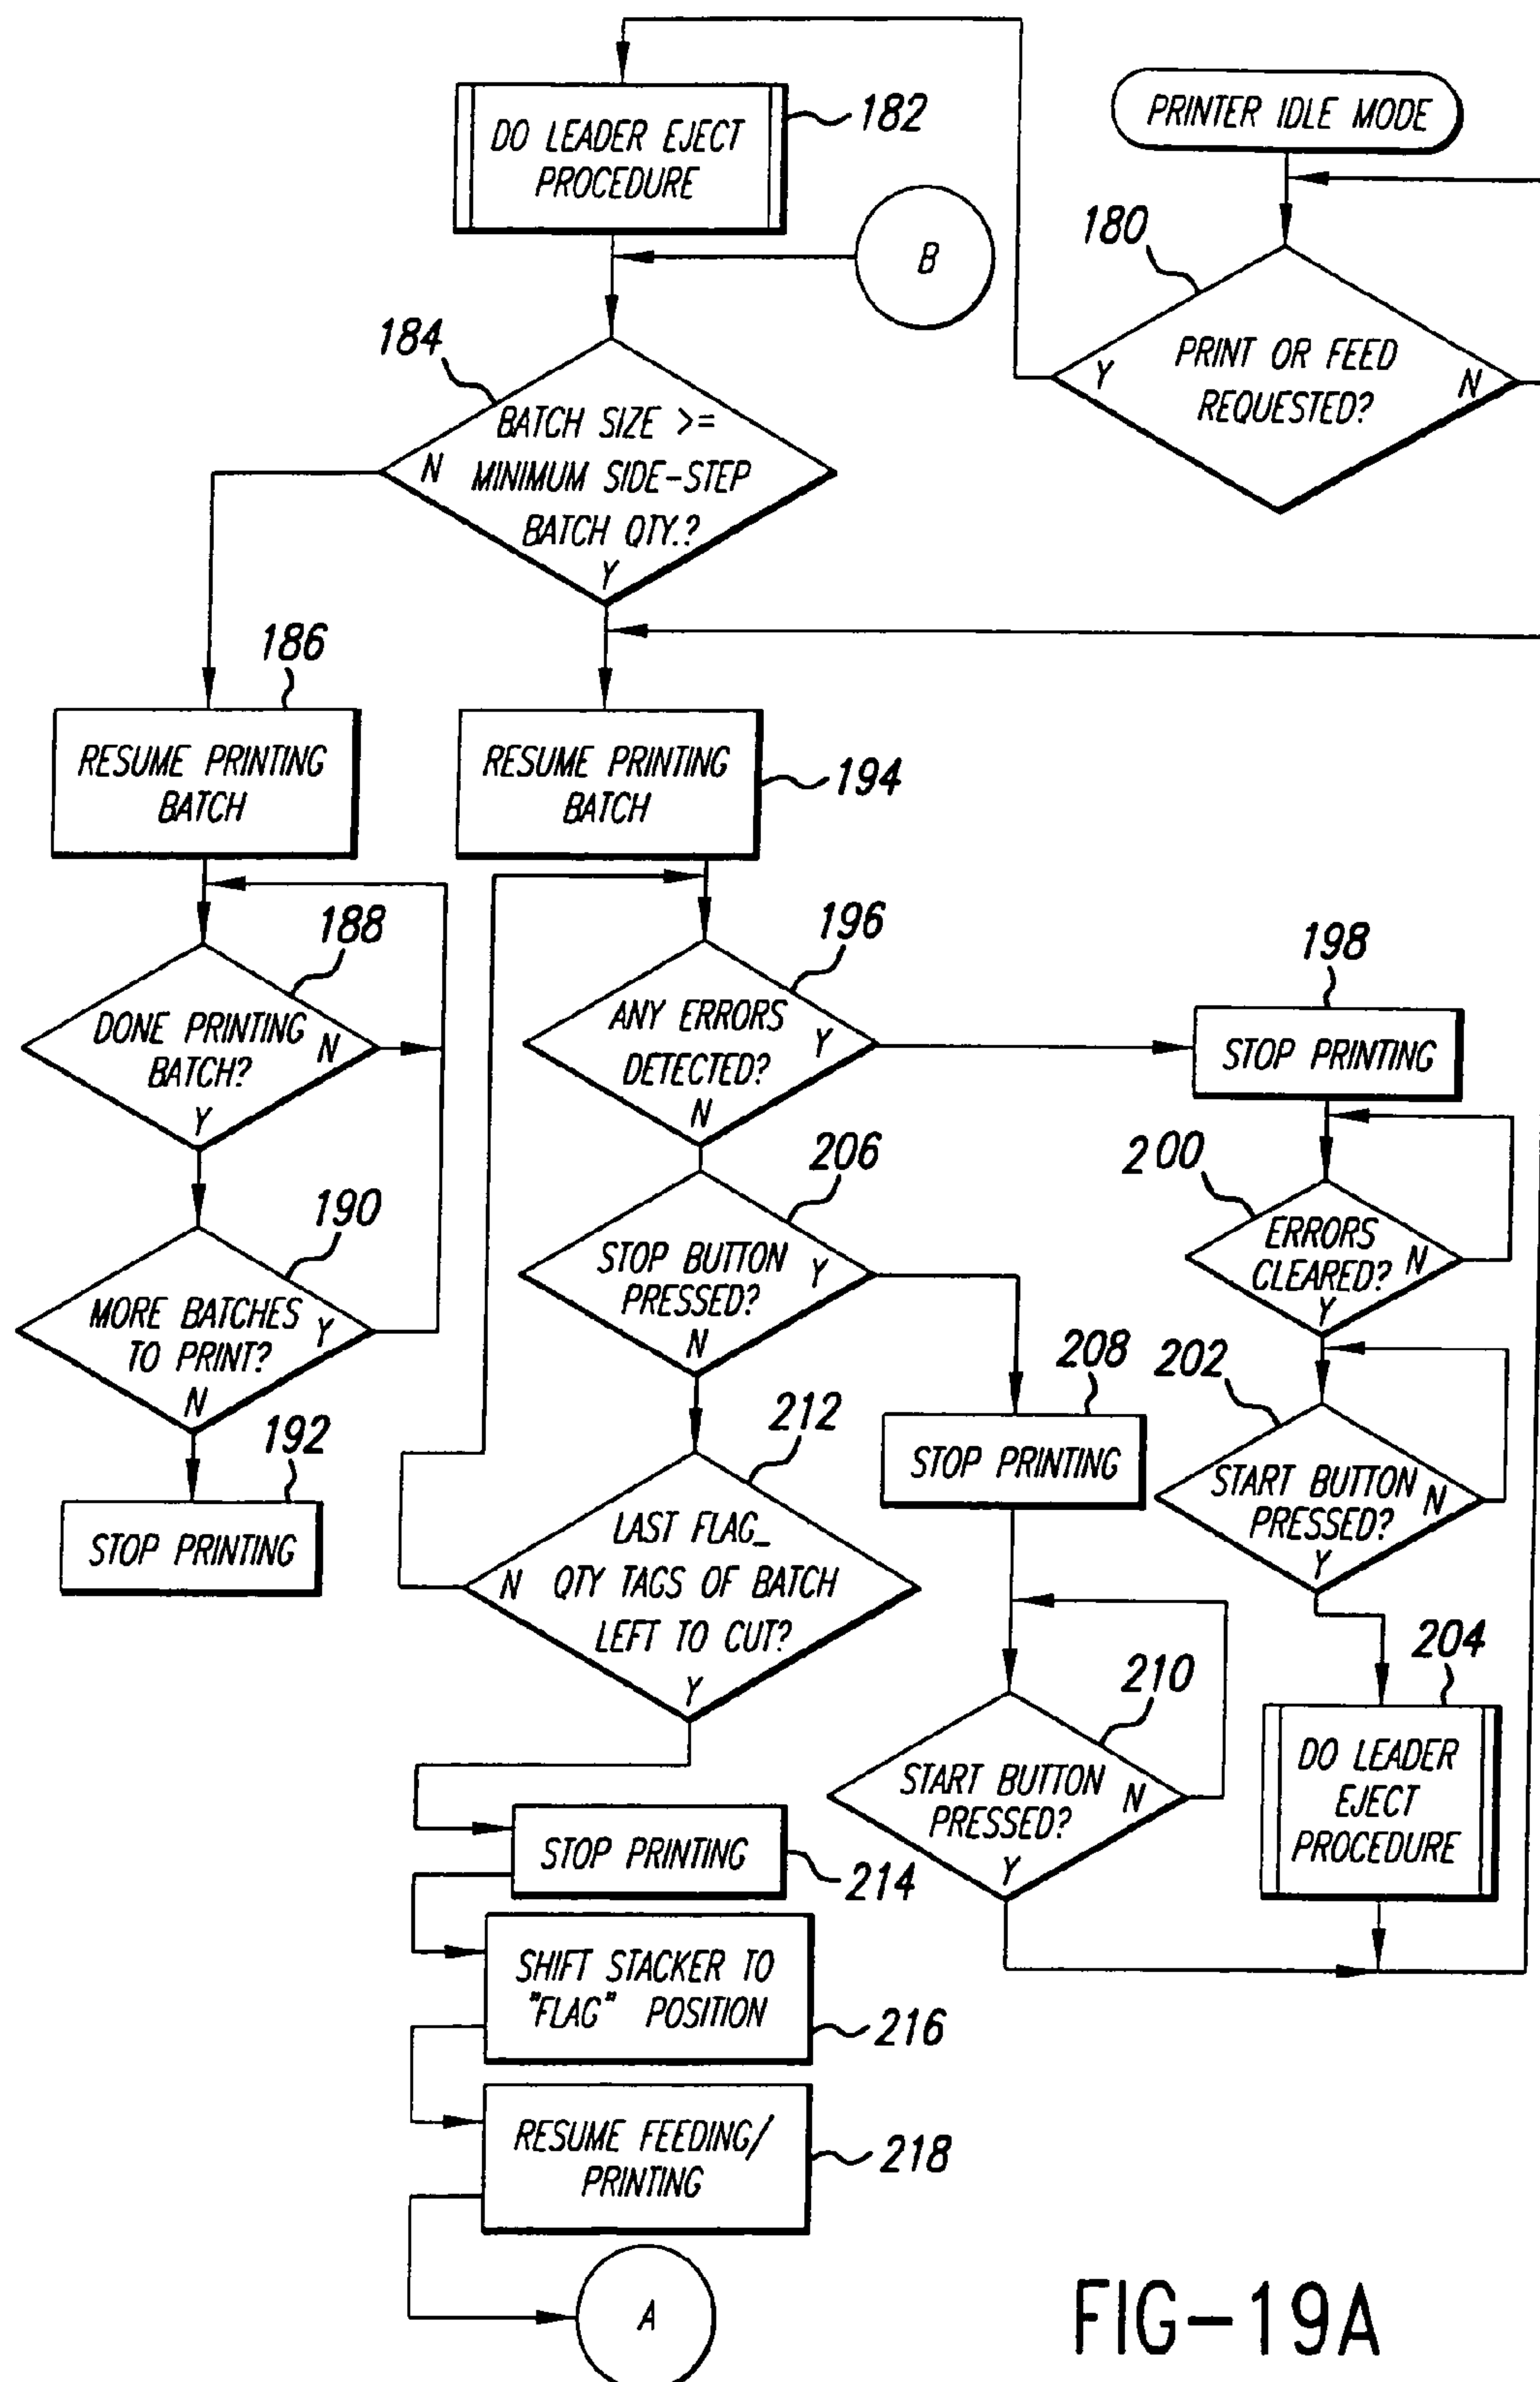 DO LEADER EJECT
PROCEDURE
182
PRINTER IDLE MODE
B
180
PRINT OR FEED
REQUESTED?
Y
N
184
BATCH SIZE >=
N
MINIMUM SIDE-STEP
BATCH QTY.?
Y
186
RESUME PRINTING
BATCH
RESUME PRINTING
BATCH
194
188
DONE PRINTING
BATCH?
N
Y
196
ANY ERRORS
DETECTED?
Y
N
198
STOP PRINTING
190
MORE BATCHES
TO PRINT?
Y
N
206
STOP BUTTON
PRESSED?
Y
N
200
ERRORS
CLEARED?
N
Y
192
STOP PRINTING
212
LAST FLAG_
N
QTY TAGS OF BATCH
LEFT TO CUT?
Y
208
STOP PRINTING
202
START BUTTON
PRESSED?
N
Y
210
START BUTTON
PRESSED?
N
Y
204
DO LEADER
EJECT
PROCEDURE
STOP PRINTING
214
SHIFT STACKER TO
"FLAG" POSITION
216
RESUME FEEDING/
PRINTING
218
A
FIG-19A